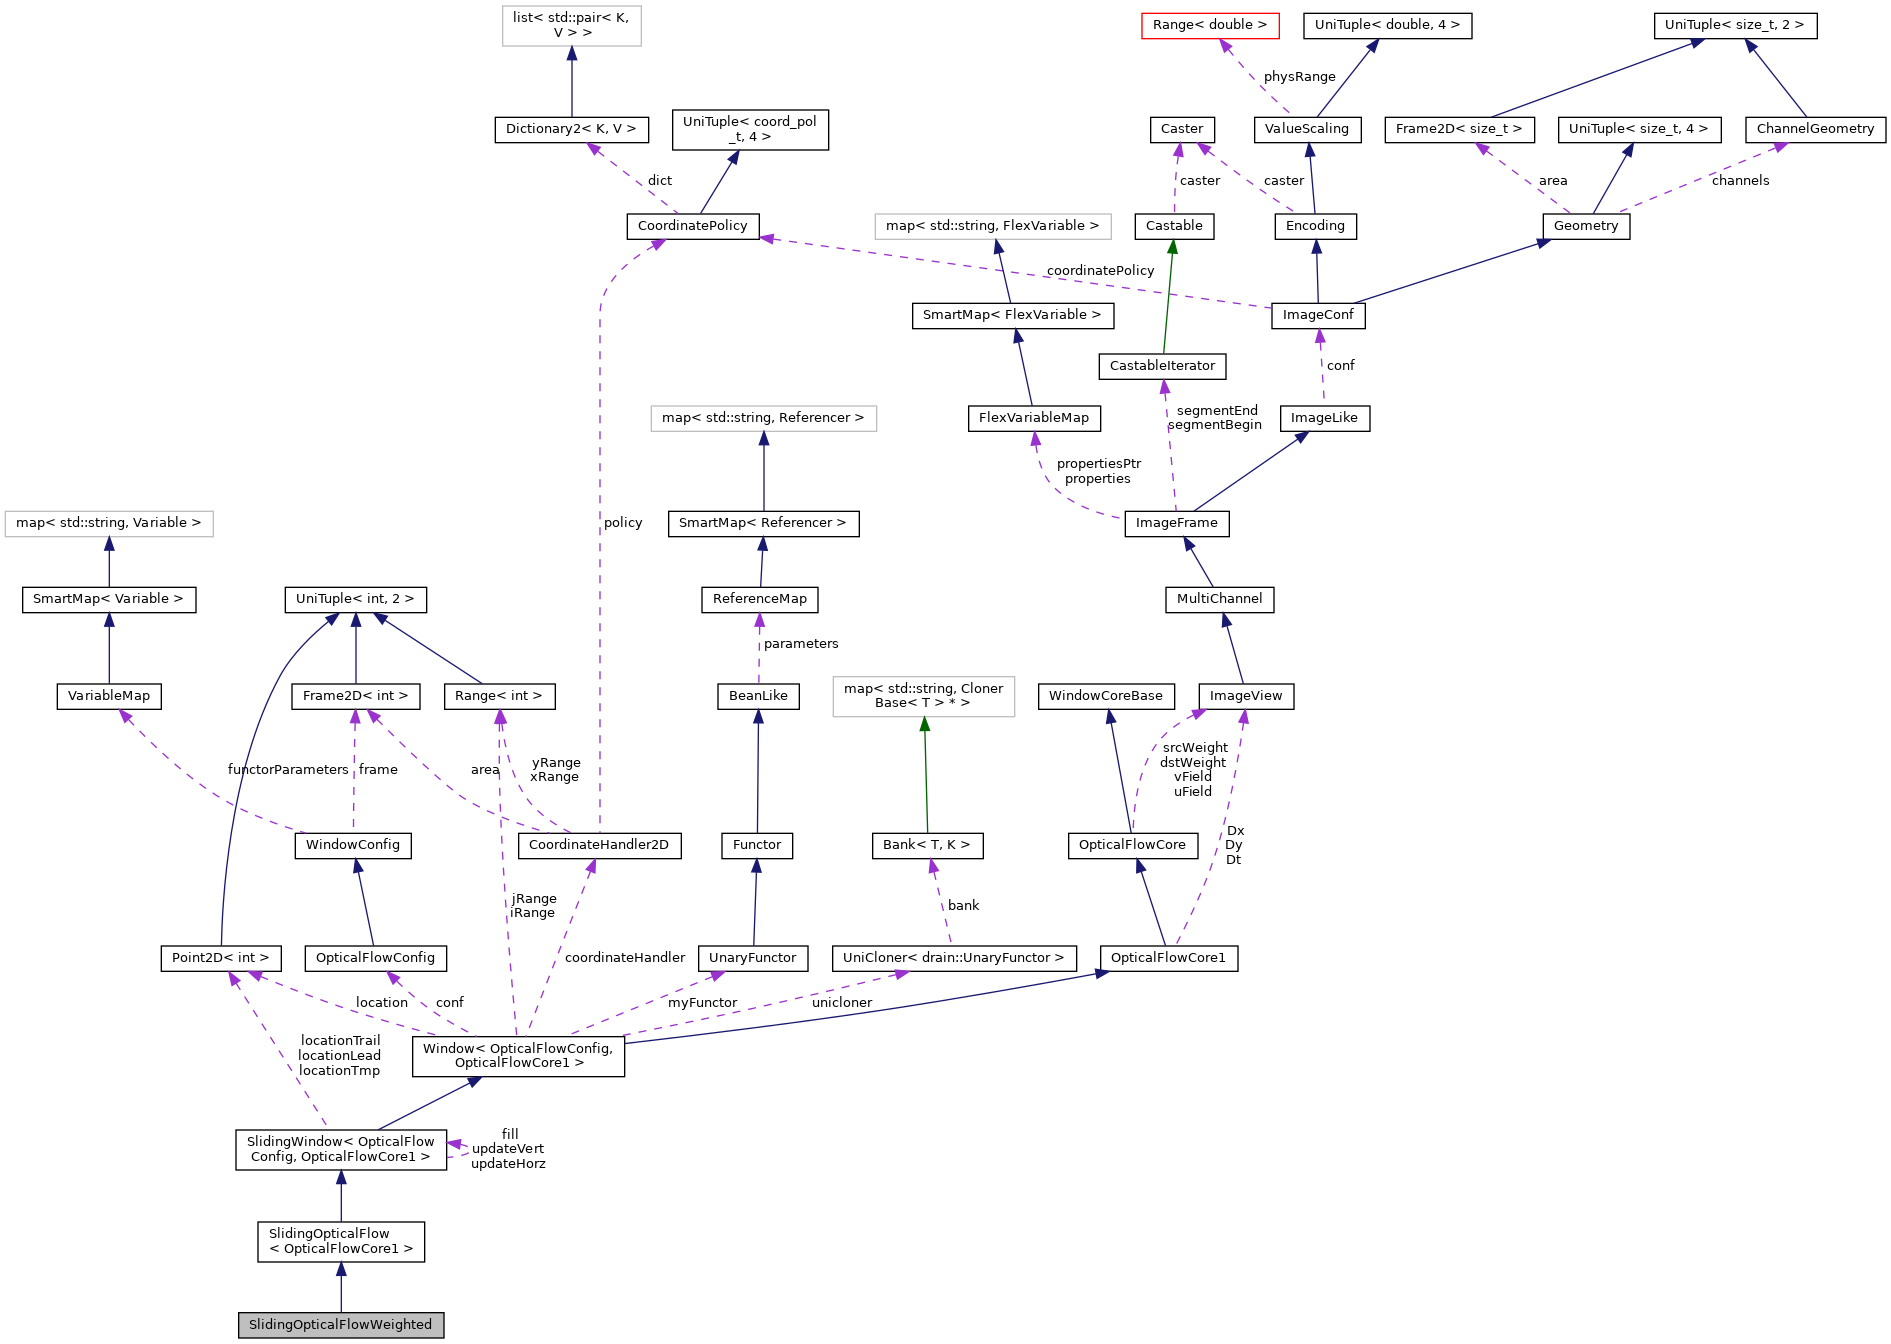 list< std::pair< K,
V > >
Range< double >
UniTuple< double, 4 >
UniTuple< size_t, 2 >
physRange
Dictionary2< K, V >
UniTuple< coord_pol
_t, 4 >
Caster
ValueScaling
Frame2D< size_t >
UniTuple< size_t, 4 >
ChannelGeometry
dict
caster
caster
area
channels
CoordinatePolicy
map< std::string, FlexVariable >
Castable
Encoding
Geometry
coordinatePolicy
SmartMap< FlexVariable >
ImageConf
CastableIterator
conf
map< std::string, Referencer >
FlexVariableMap
segmentEnd
segmentBegin
ImageLike
propertiesPtr
properties
map< std::string, Variable >
policy
SmartMap< Referencer >
ImageFrame
SmartMap< Variable >
UniTuple< int, 2 >
ReferenceMap
MultiChannel
parameters
VariableMap
Frame2D< int >
Range< int >
BeanLike
map< std::string, Cloner
Base< T > * >
WindowCoreBase
ImageView
functorParameters
frame
area
yRange
xRange
srcWeight
dstWeight
vField
uField
WindowConfig
CoordinateHandler2D
Functor
Bank< T, K >
OpticalFlowCore
Dx
Dy
Dt
jRange
iRange
bank
Point2D< int >
OpticalFlowConfig
coordinateHandler
UnaryFunctor
UniCloner< drain::UnaryFunctor >
OpticalFlowCore1
location
conf
myFunctor
unicloner
locationTrail
locationLead
locationTmp
Window< OpticalFlowConfig,
OpticalFlowCore1 >
SlidingWindow< OpticalFlow
Config, OpticalFlowCore1 >
fill
updateVert
updateHorz
SlidingOpticalFlow
< OpticalFlowCore1 >
SlidingOpticalFlowWeighted